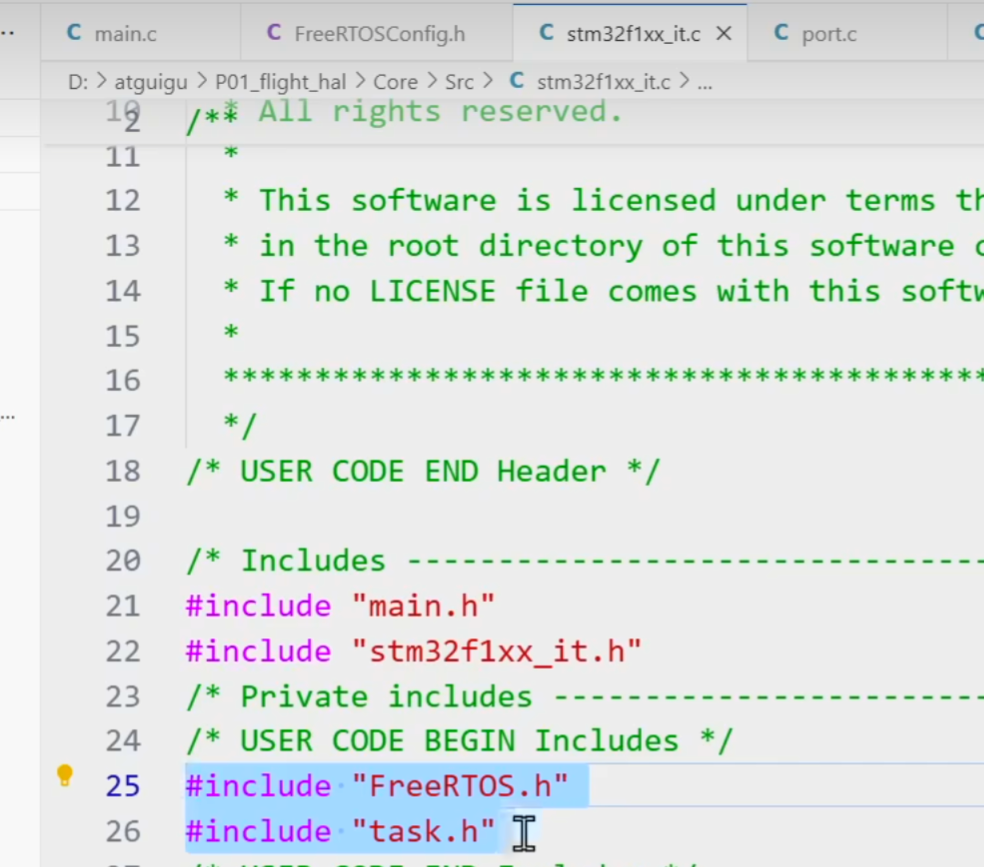 main.c FreeRTOSConfig.h stm32f1xx_it.c port.c
D: > atguigu > P01_flight_hal > Core > Src > C stm32f1xx_it.c > ...
10 * All rights reserved.
2 /**
11 *
12 * This software is licensed under terms
13 * in the root directory of this software
14 * If no LICENSE file comes with this
15 *
16 ******************************************
17 */
18 /* USER CODE END Header */
19
20 /* Includes --------------------------------
21 #include "main.h"
22 #include "stm32f1xx_it.h"
23 /* Private includes ------------------------
24 /* USER CODE BEGIN Includes */
25 #include "FreeRTOS.h"
26 #include "task.h"